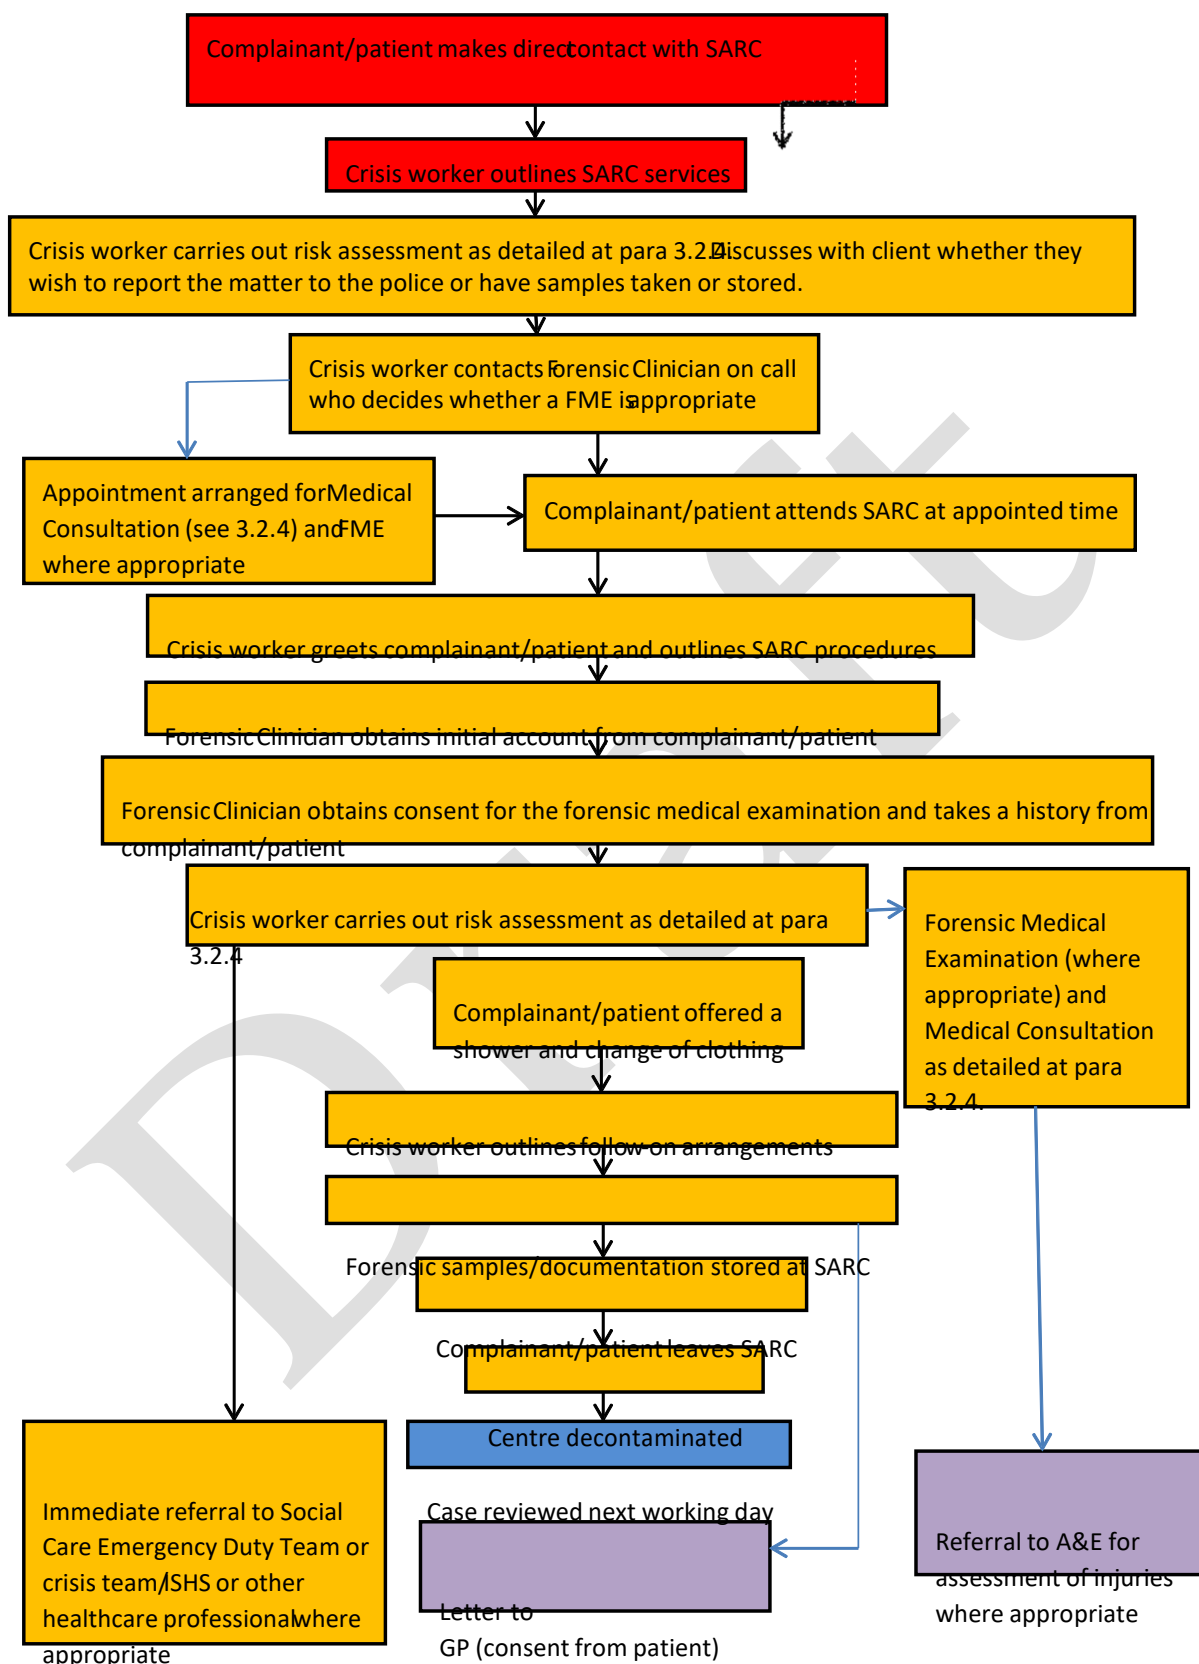 Complainant/patient makes direct contact with SARC
Crisis worker outlines SARC services
Crisis worker carries out risk assessment as detailed at para 3.2.4. Discusses with client whether they
wish to report the matter to the police or have samples taken or stored.
Crisis worker contacts Forensic Clinician on call
who decides whether a FME is appropriate
Appointment arranged for Medical
Consultation (see 3.2.4) and FME
where appropriate
Complainant/patient attends SARC at appointed time
Crisis worker greets complainant/patient and outlines SARC procedures
Forensic Clinician obtains initial account from complainant/patient
Forensic Clinician obtains consent for the forensic medical examination and takes a history from
complainant/patient
Crisis worker carries out risk assessment as detailed at para
3.2.4
Forensic Medical
Examination (where
appropriate) and
Medical Consultation
as detailed at para
3.2.4.
Complainant/patient offered a
shower and change of clothing
Crisis worker outlines follow-on arrangements
Forensic samples/documentation stored at SARC
Complainant/patient leaves SARC
Centre decontaminated
Case reviewed next working day
Immediate referral to Social
Care Emergency Duty Team or
crisis team/ISHS or other
healthcare professional where
appropriate
Letter to
GP (consent from patient)
Referral to A&E for
assessment of injuries
where appropriate
Draft